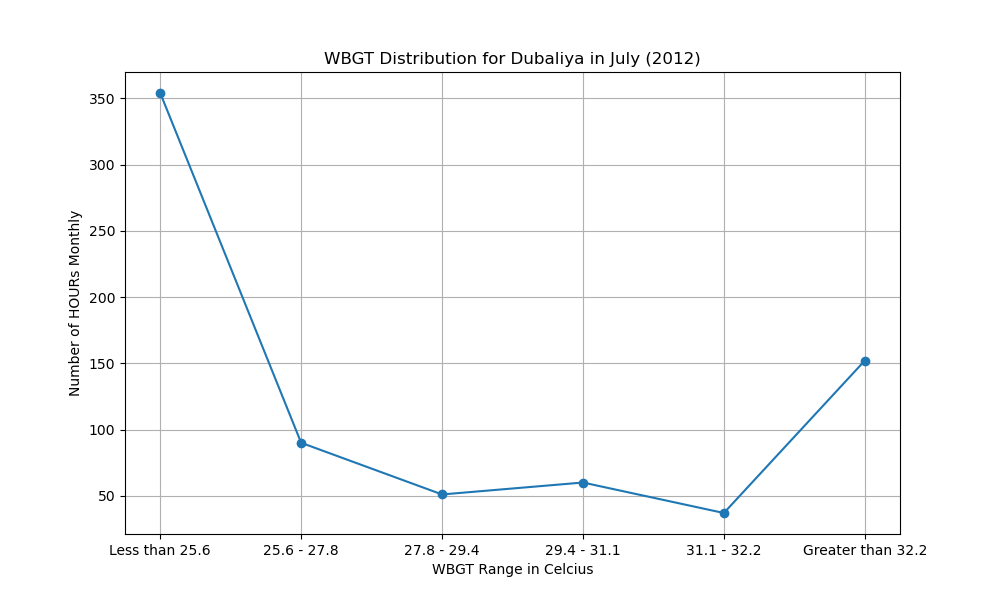 WBGT Distribution for Dubaliya in July (2012)
Number of HOURs Monthly
350
300
250
200
150
100
50
Less than 25.6 25.6 - 27.8 27.8 - 29.4 29.4 - 31.1 31.1 - 32.2 Greater than 32.2
WBGT Range in Celcius